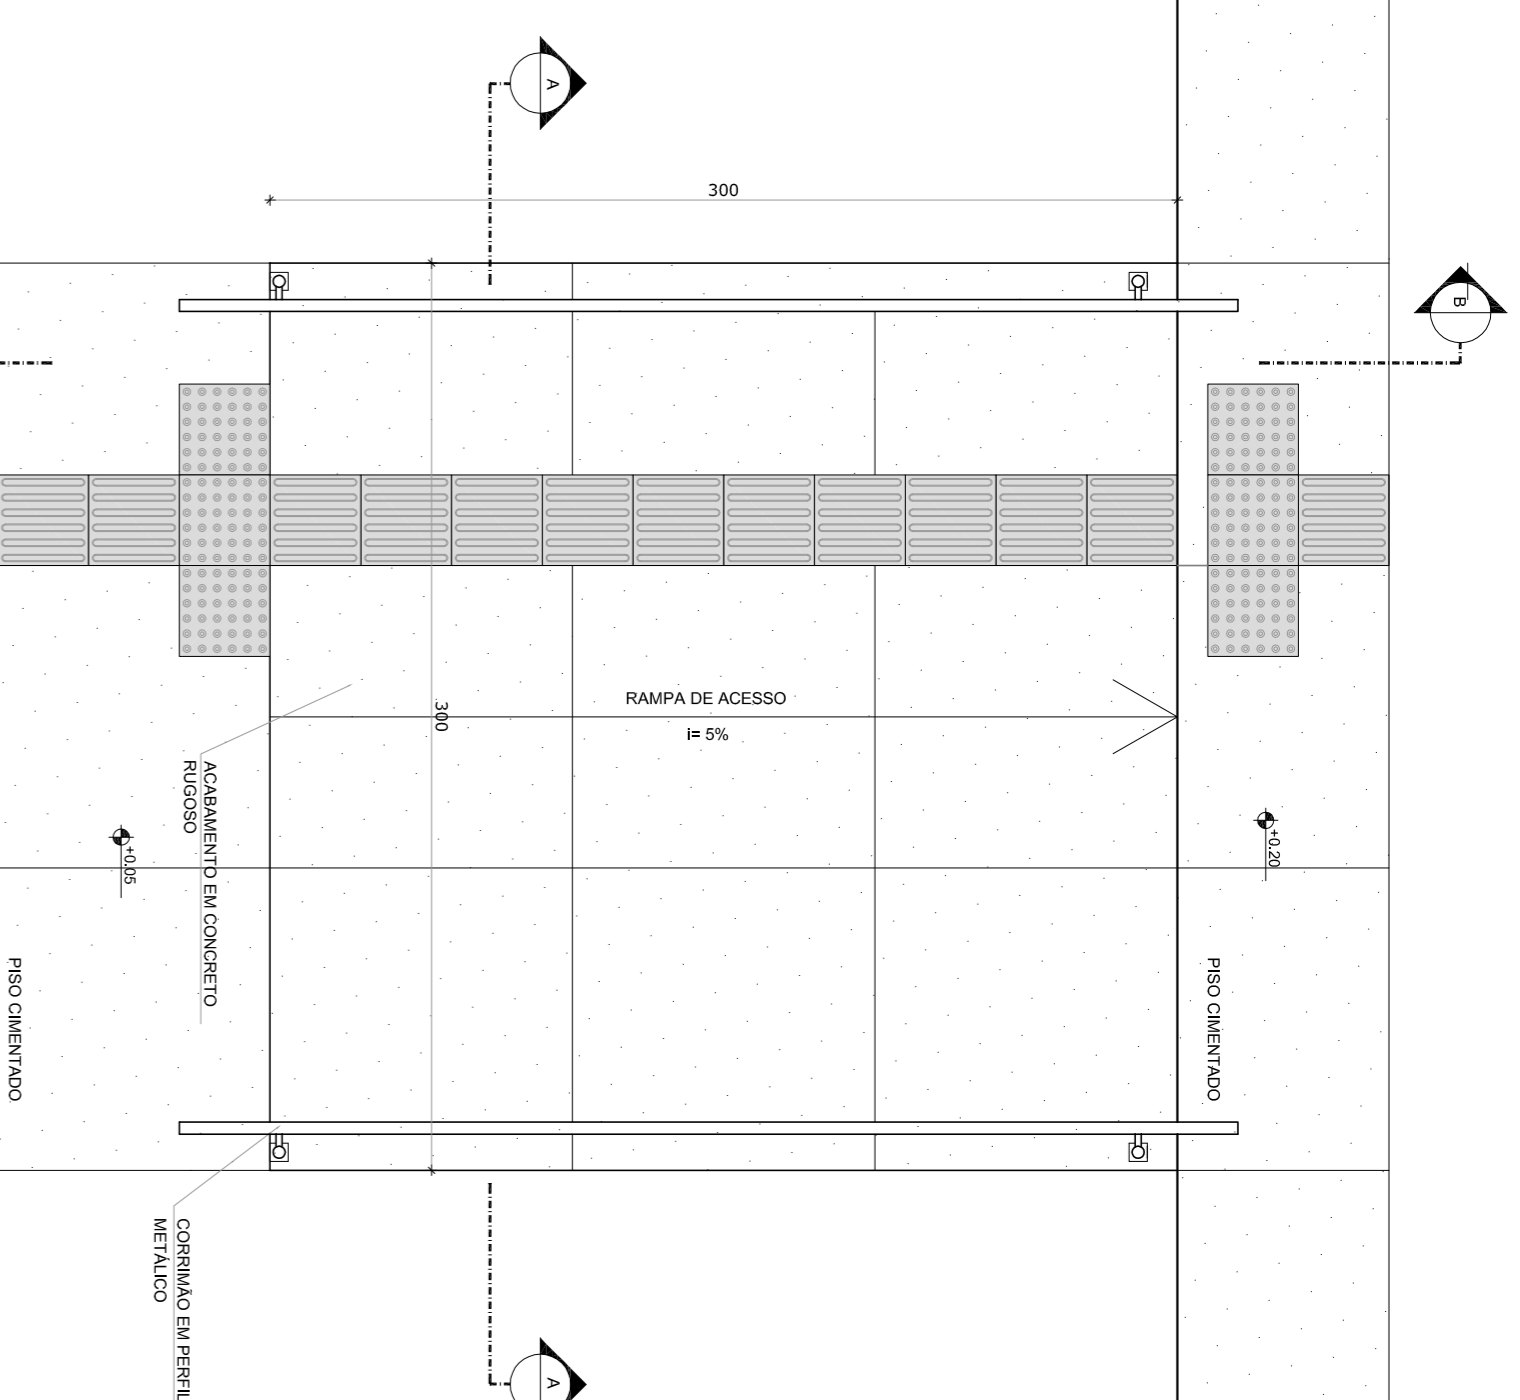 A
300
B
RAMPA DE ACESSO
300
i= 5%
ACABAMENTO EM CONCRETO
RUGOSO
+0.05
+0.20
PISO CIMENTADO
PISO CIMENTADO
CORRIMÃO EM PERFIL
METÁLICO
A